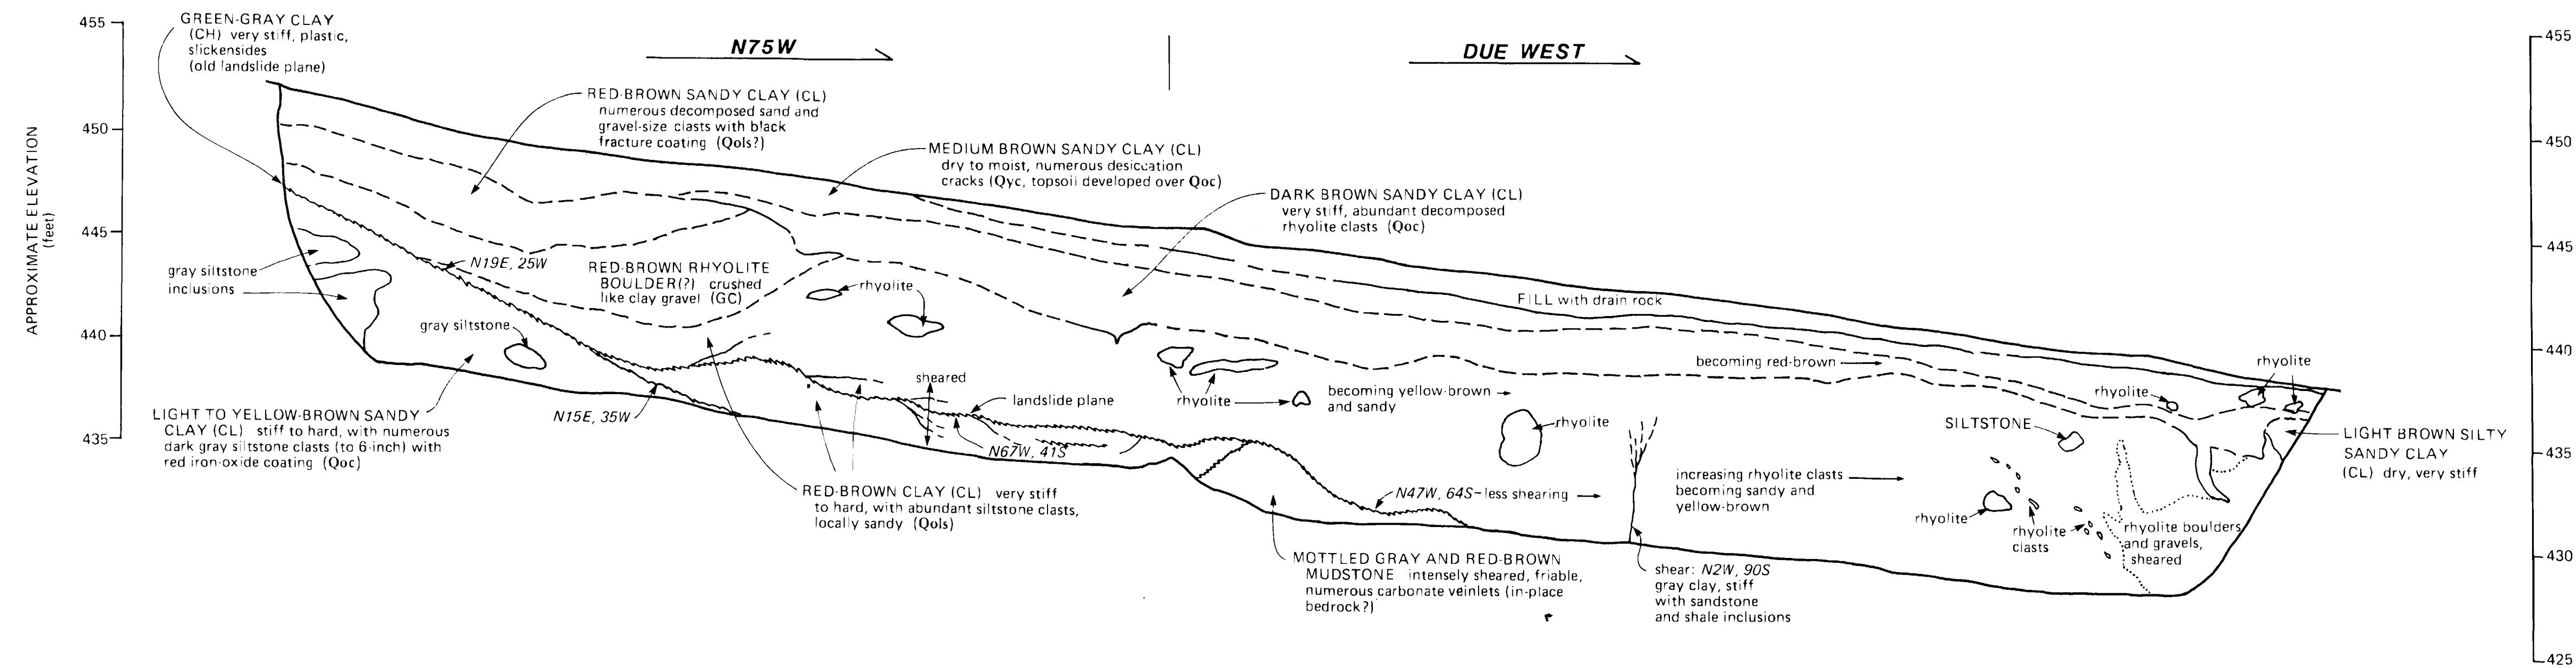 455
450
445
440
435
APPROXIMATE ELEVATION
(feet)
GREEN-GRAY CLAY
(CH) very stiff, plastic,
slickensides
(old landslide plane)
N75W
DUE WEST
455
450
445
440
435
430
425
RED-BROWN SANDY CLAY (CL)
numerous decomposed sand and
gravel-size clasts with black
fracture coating (Qols?)
MEDIUM BROWN SANDY CLAY (CL)
dry to moist, numerous desiccation
cracks (Qyc, topsoil developed over Qoc)
DARK BROWN SANDY CLAY (CL)
very stiff, abundant decomposed
rhyolite clasts (Qoc)
gray siltstone
inclusions
N19E, 25W
RED-BROWN RHYOLITE
BOULDER(?) crushed
like clay gravel (GC)
rhyolite
FILL with drain rock
gray siltstone
sheared
landslide plane
rhyolite
becoming yellow-brown
and sandy
becoming red-brown
rhyolite
rhyolite
rhyolite
SILTSTONE
LIGHT TO YELLOW-BROWN SANDY
CLAY (CL) stiff to hard, with numerous
dark gray siltstone clasts (to 6-inch) with
red iron-oxide coating (Qoc)
N15E, 35W
N67W, 41S
RED-BROWN CLAY (CL) very stiff
to hard, with abundant siltstone clasts,
locally sandy (Qols)
N47W, 64S-less shearing
increasing rhyolite clasts
becoming sandy and
yellow-brown
rhyolite
rhyolite
clasts
rhyolite boulders
and gravels,
sheared
LIGHT BROWN SILTY
SANDY CLAY
(CL) dry, very stiff
MOTTLED GRAY AND RED-BROWN
MUDSTONE intensely sheared, friable,
numerous carbonate veinlets (in-place
bedrock?)
shear: N2W, 90S
gray clay, stiff
with sandstone
and shale inclusions